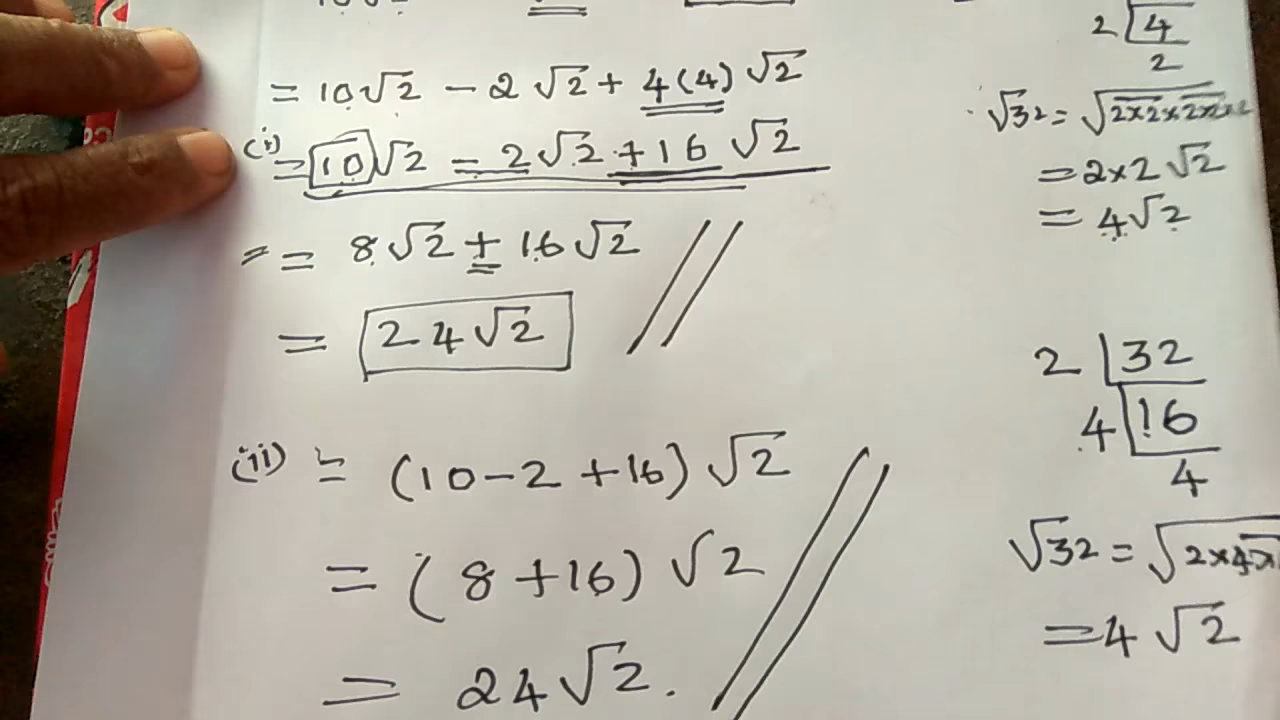 = 10√2 - 2√2 + 4(4)√2
(i) = 10√2 = 2√2 + 16√2
= = 8√2 + 16√2
= 24√2
(ii) = (10-2+16)√2
= (8+16)√2
= 24√2.
2 4
2
√32 = √2×2×2×2×2
= 2×2√2
= 4√2
2 32
4 16
4
√32 = √2×4×
= 4√2